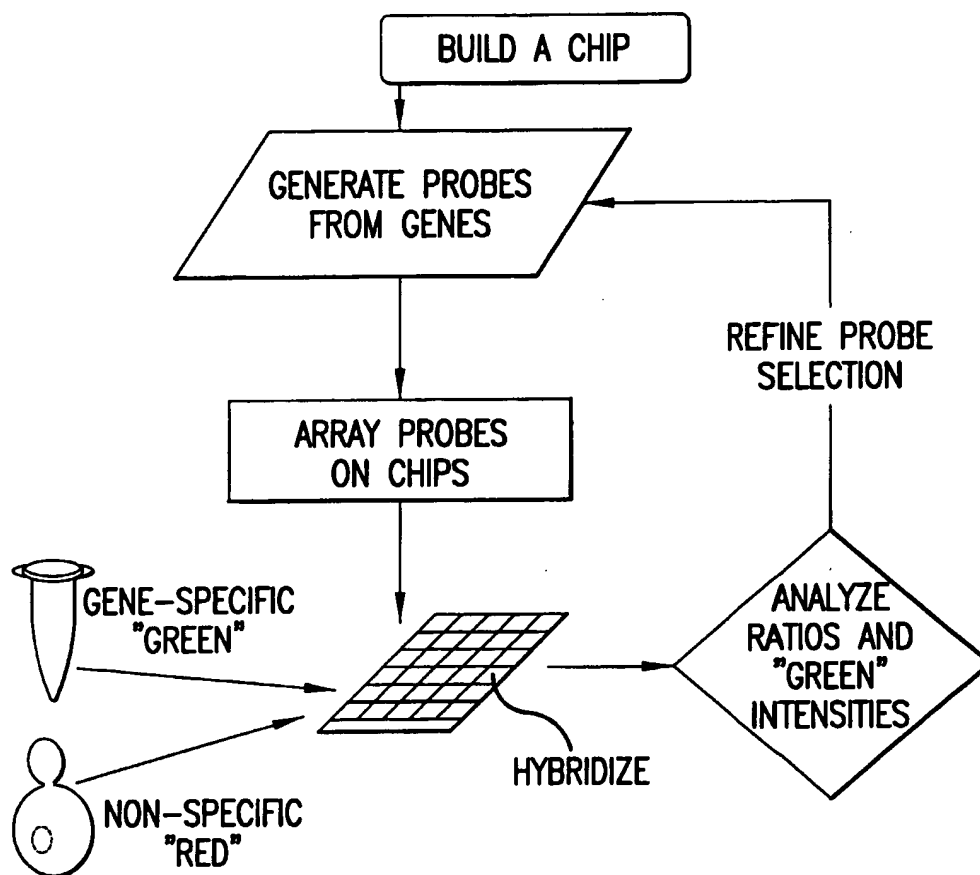 BUILD A CHIP
GENERATE PROBES
FROM GENES
REFINE PROBE
SELECTION
ARRAY PROBES
ON CHIPS
GENE-SPECIFIC
"GREEN"
ANALYZE
RATIOS AND
"GREEN"
INTENSITIES
HYBRIDIZE
NON-SPECIFIC
"RED"